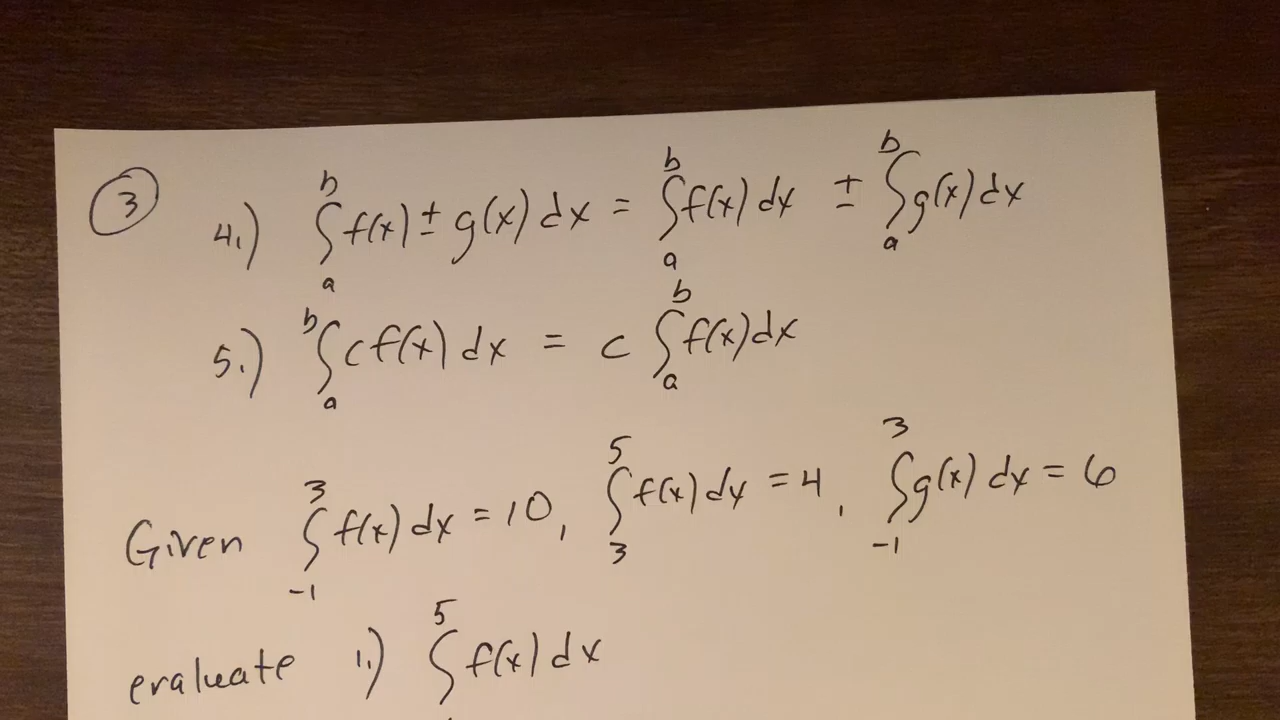 ③ 4.) ∫_a^b f(x) ± g(x) dx = ∫_a^b f(x) dx ± ∫_a^b g(x) dx
5.) ∫_a^b c f(x) dx = c ∫_a^b f(x) dx
Given ∫_{-1}^3 f(x) dx = 10, ∫_3^5 f(x) dx = 4, ∫_{-1}^3 g(x) dx = 6
evaluate 1.) ∫^5 f(x) dx